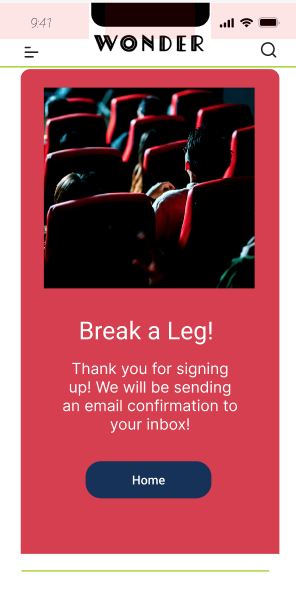 9:41
WONDER
Break a Leg!
Thank you for signing
up! We will be sending
an email confirmation to
your inbox!
Home